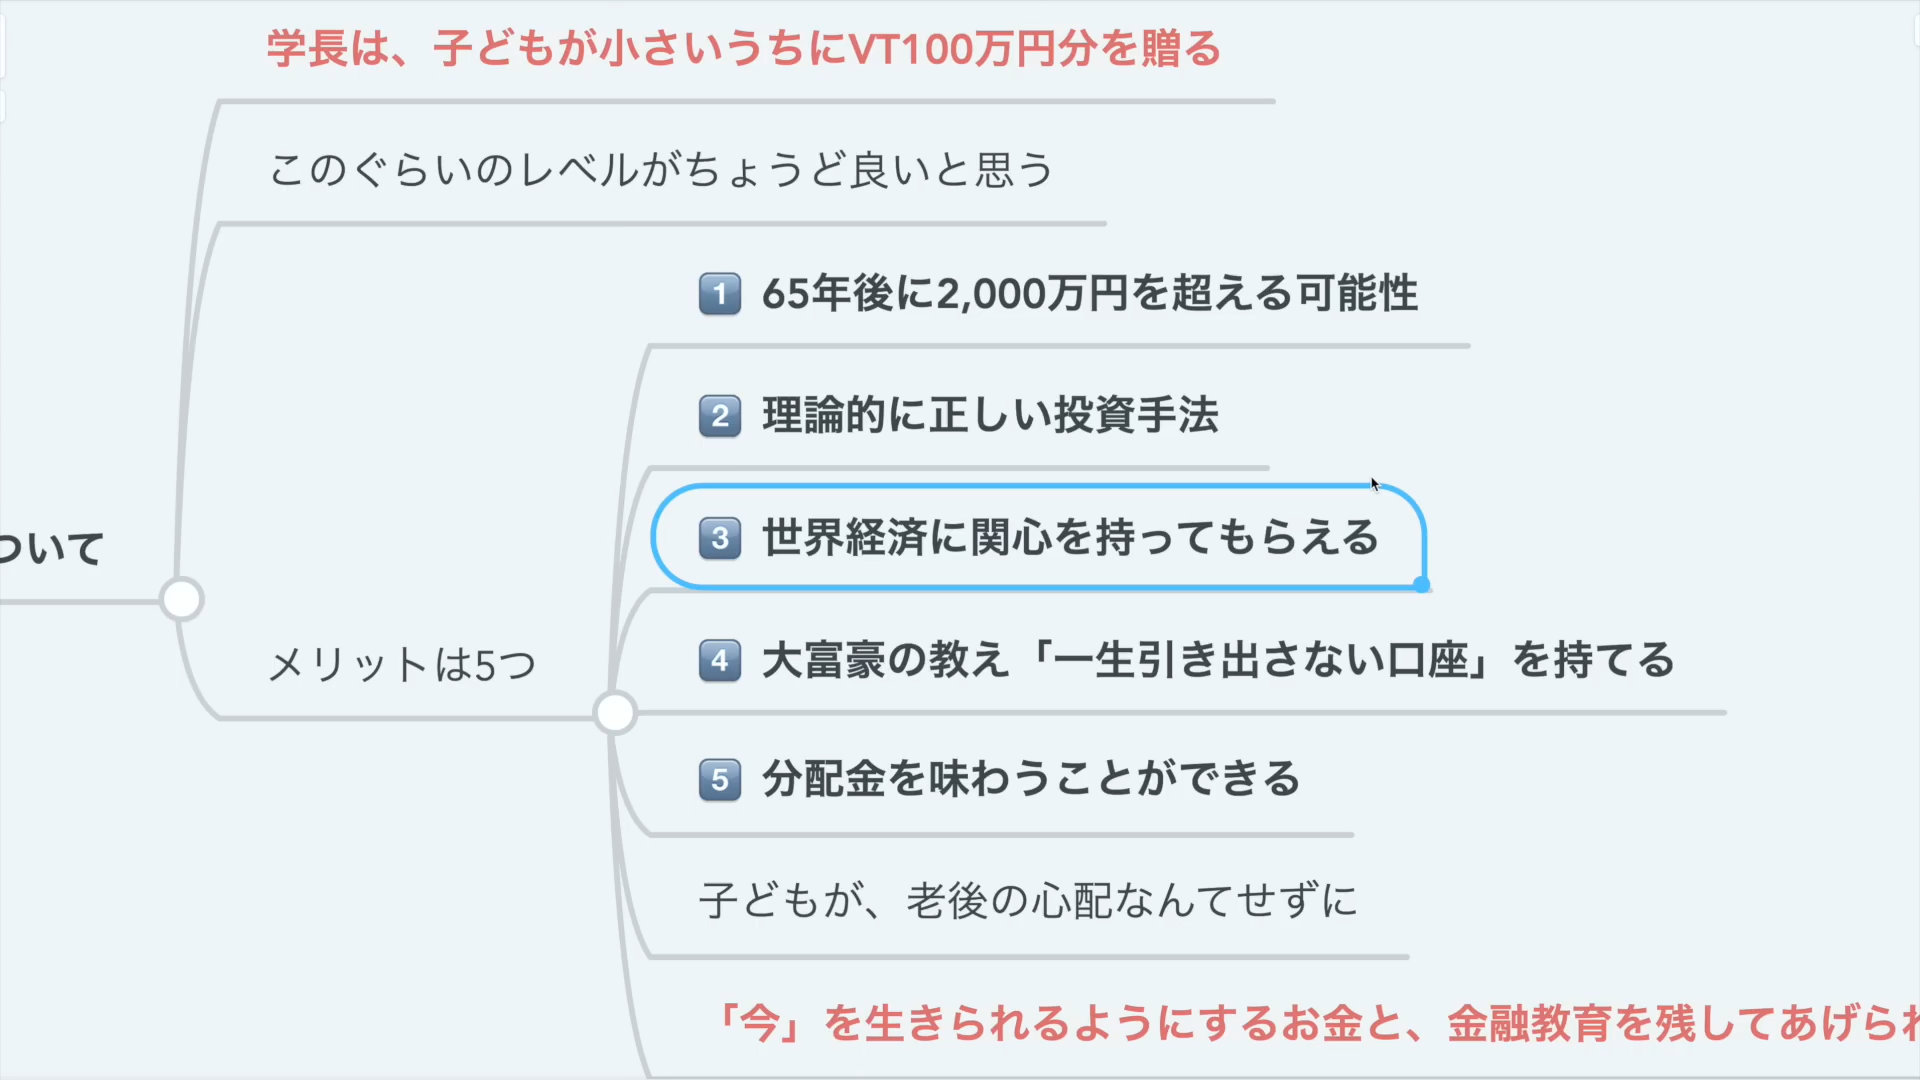 学長は、子どもが小さいうちにVT100万円分を贈る
このぐらいのレベルがちょうど良いと思う
ついて
メリットは5つ
1 65年後に2,000万円を超える可能性
2 理論的に正しい投資手法
3 世界経済に関心を持ってもらえる
4 大富豪の教え「一生引き出さない口座」を持てる
5 分配金を味わうことができる
子どもが、老後の心配なんてせずに
「今」を生きられるようにするお金と、金融教育を残してあげられ